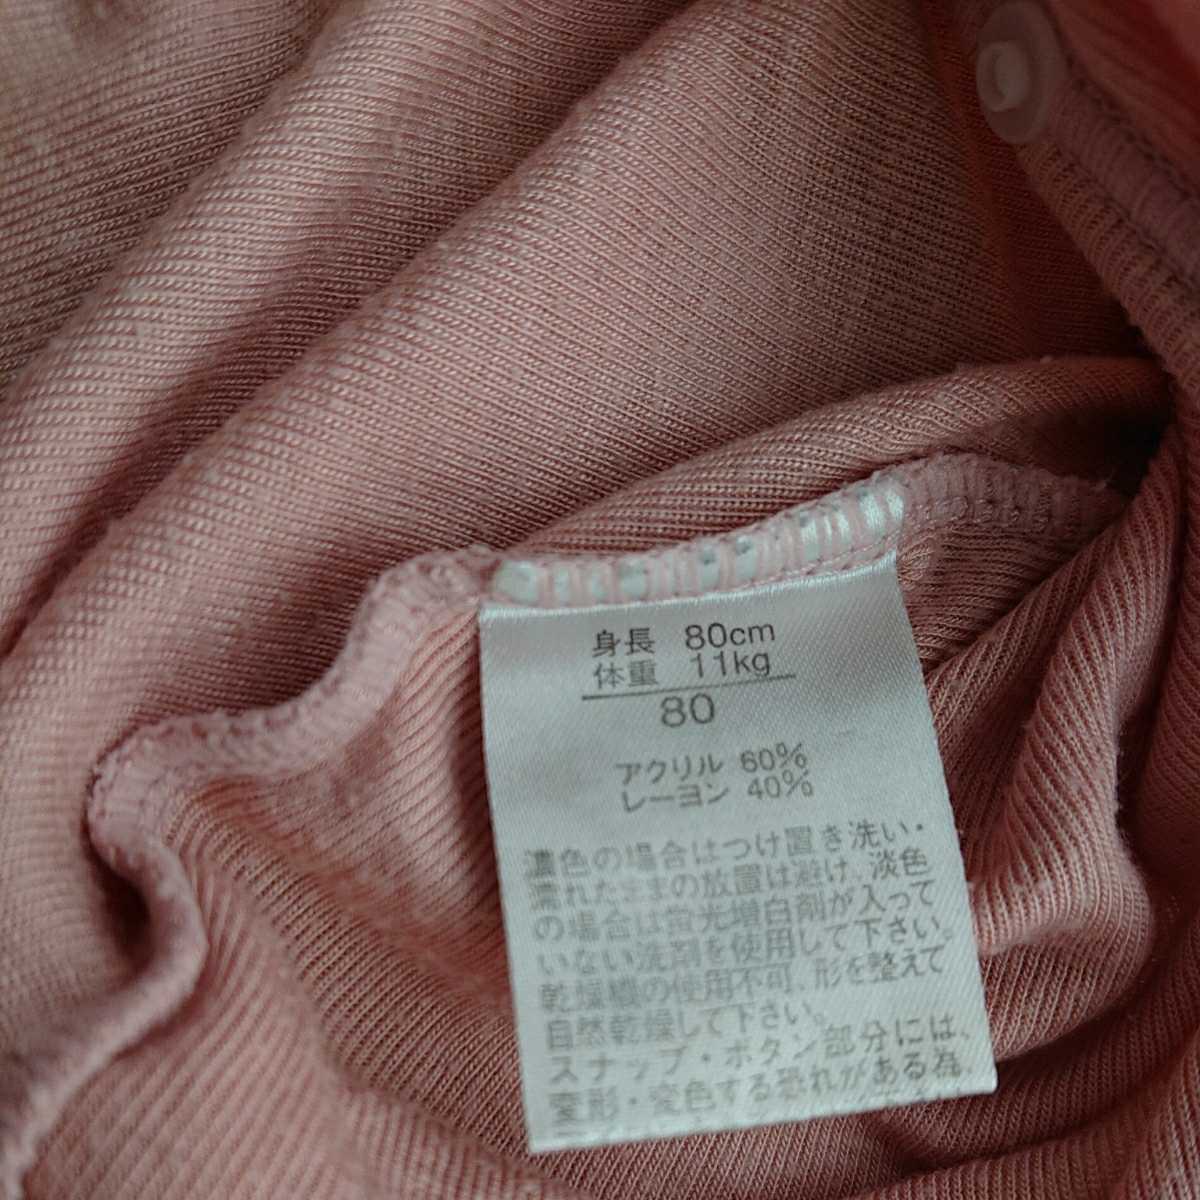 身長 80cm
体重 11kg
80
アクリル 60%
レーヨン 40%
濃色の場合はつけ置き洗い・
濡れたままの放置は避け、淡色
の場合は蛍光増白剤が入って
いない洗剤を使用して下さい。
乾燥機の使用不可、形を整えて
自然乾燥して下さい。
スナップ・ボタン部分には、
変形・変色する恐れがある為、